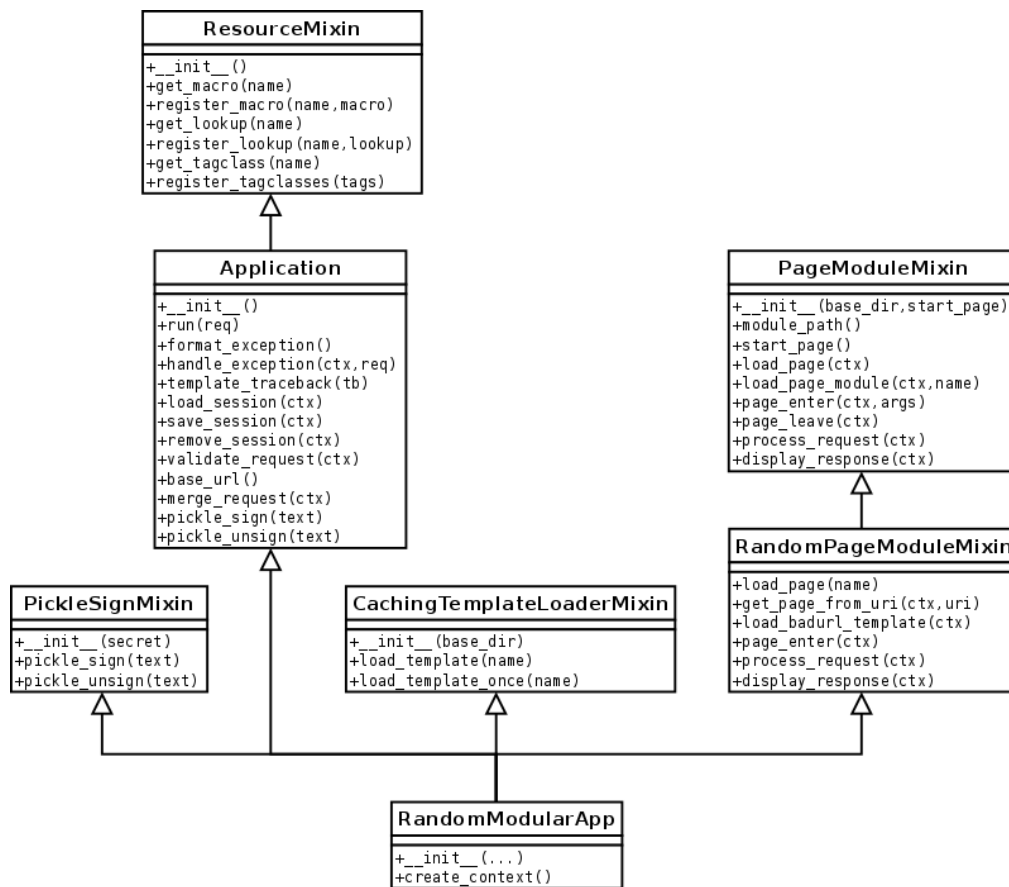 ResourceMixin
+__init__()
+get_macro(name)
+register_macro(name,macro)
+get_lookup(name)
+register_lookup(name,lookup)
+get_tagclass(name)
+register_tagclasses(tags)
Application
+__init__()
+run(req)
+format_exception()
+handle_exception(ctx,req)
+template_traceback(tb)
+load_session(ctx)
+save_session(ctx)
+remove_session(ctx)
+validate_request(ctx)
+base_url()
+merge_request(ctx)
+pickle_sign(text)
+pickle_unsign(text)
PageModuleMixin
+__init__(base_dir,start_page)
+module_path()
+start_page()
+load_page(ctx)
+load_page_module(ctx,name)
+page_enter(ctx,args)
+page_leave(ctx)
+process_request(ctx)
+display_response(ctx)
PickleSignMixin
+__init__(secret)
+pickle_sign(text)
+pickle_unsign(text)
CachingTemplateLoaderMixin
+__init__(base_dir)
+load_template(name)
+load_template_once(name)
RandomPageModuleMixin
+load_page(name)
+get_page_from_uri(ctx,uri)
+load_badurl_template(ctx)
+page_enter(ctx)
+process_request(ctx)
+display_response(ctx)
RandomModularApp
+__init__(...)
+create_context()